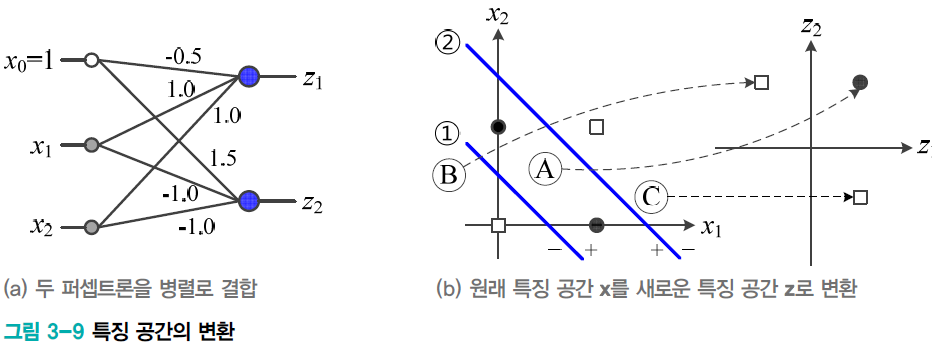 x₀=1
-0.5
z₁
1.0
1.0
x₁
1.5
-1.0
z₂
x₂
-1.0
(a) 두 퍼셉트론을 병렬로 결합
x₂
z₂
②
①
B
A
C
z₁
x₁
− + + −
(b) 원래 특징 공간 x를 새로운 특징 공간 z로 변환
그림 3-9 특징 공간의 변환